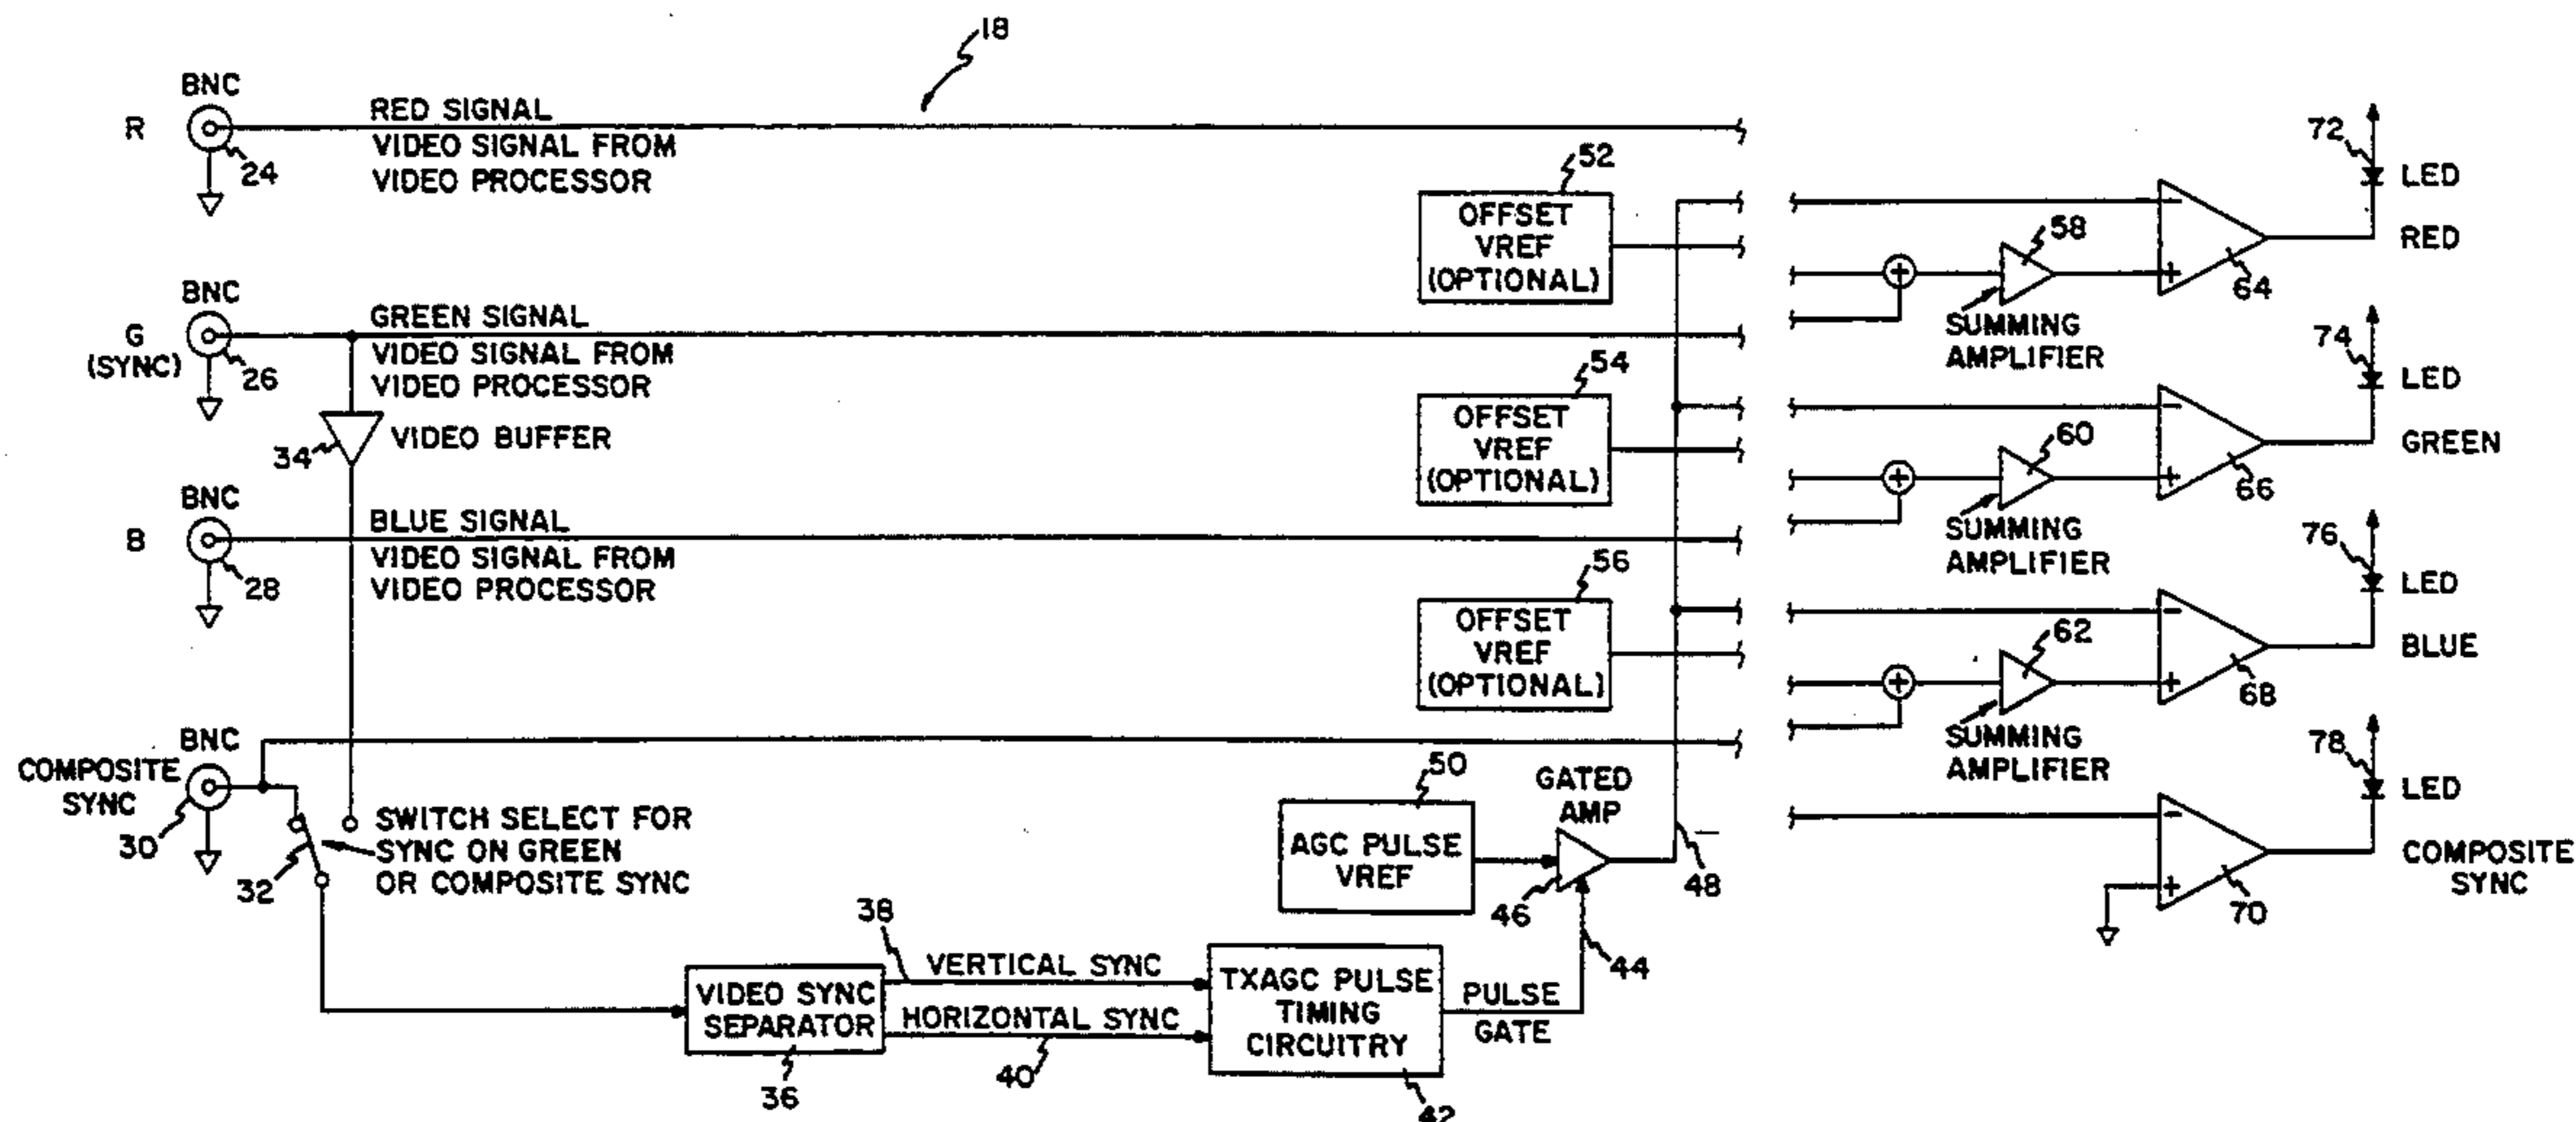 18
BNC
R
24
RED SIGNAL
VIDEO SIGNAL FROM
VIDEO PROCESSOR
52
OFFSET
VREF
(OPTIONAL)
58
SUMMING
AMPLIFIER
−
+
64
72
LED
RED
BNC
G
(SYNC)
26
GREEN SIGNAL
VIDEO SIGNAL FROM
VIDEO PROCESSOR
34
VIDEO BUFFER
54
OFFSET
VREF
(OPTIONAL)
+
60
SUMMING
AMPLIFIER
−
+
66
74
LED
GREEN
BNC
B
28
BLUE SIGNAL
VIDEO SIGNAL FROM
VIDEO PROCESSOR
56
OFFSET
VREF
(OPTIONAL)
+
62
SUMMING
AMPLIFIER
−
+
68
76
LED
BLUE
BNC
COMPOSITE
SYNC
30
32
SWITCH SELECT FOR
SYNC ON GREEN
OR COMPOSITE SYNC
50
AGC PULSE
VREF
GATED
AMP
46
48
44
−
+
70
78
LED
COMPOSITE
SYNC
VIDEO SYNC
SEPARATOR
36
38
VERTICAL SYNC
HORIZONTAL SYNC
40
TXAGC PULSE
TIMING
CIRCUITRY
42
PULSE
GATE